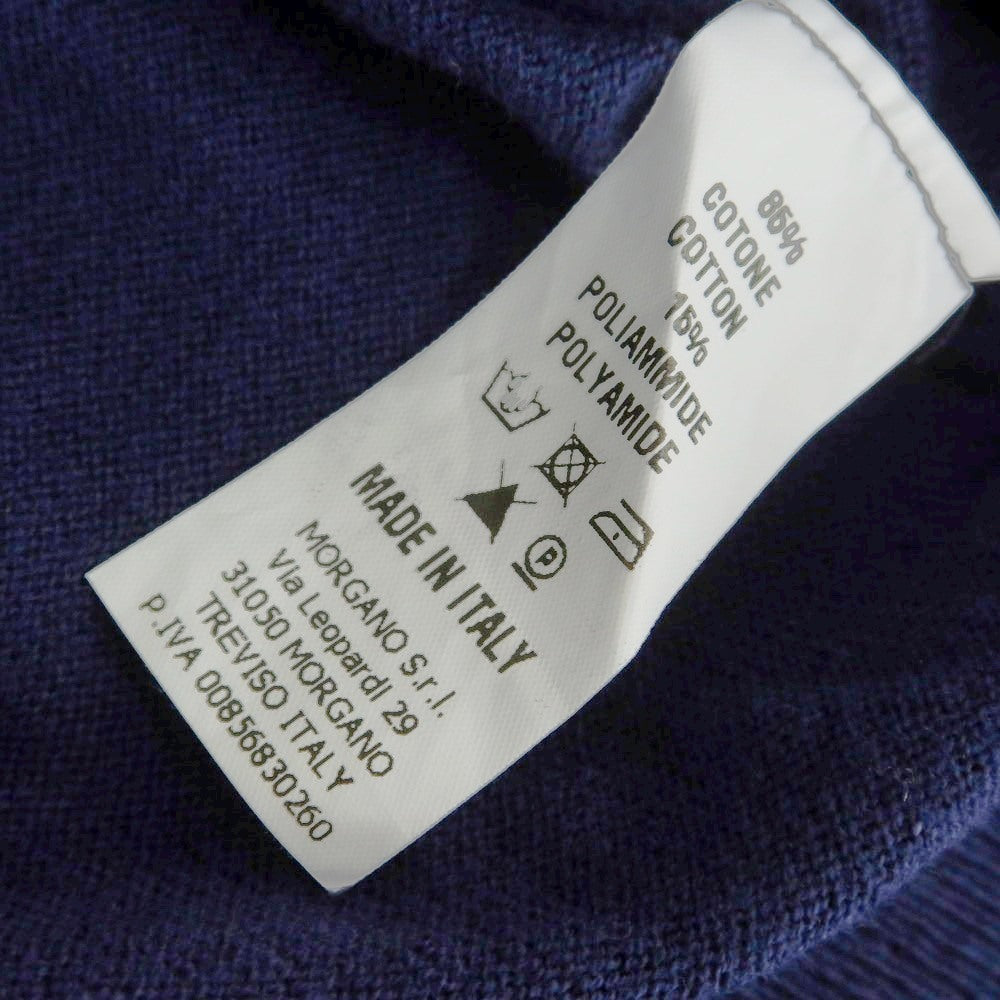 85%
COTONE
COTTON
15%
POLIAMMIDE
POLYAMIDE
P
MADE IN ITALY
MORGANO S.r.l.
Via Leopardi 29
31050 MORGANO
TREVISO ITALY
P.IVA 00856830260